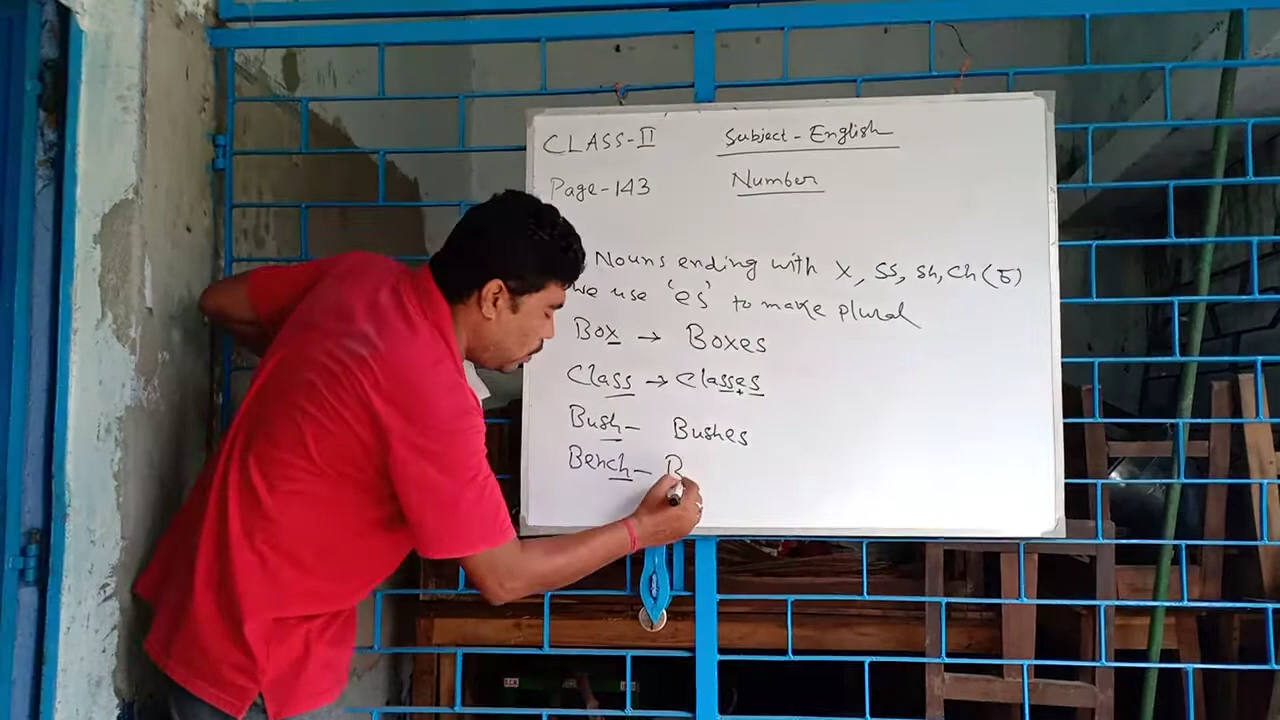 CLASS-II Subject-English
Page-143 Number
Nouns ending with X, SS, Sh, Ch (চ)
we use 'es' to make plural
Box → Boxes
Class → Classes
Bush- Bushes
Bench- B